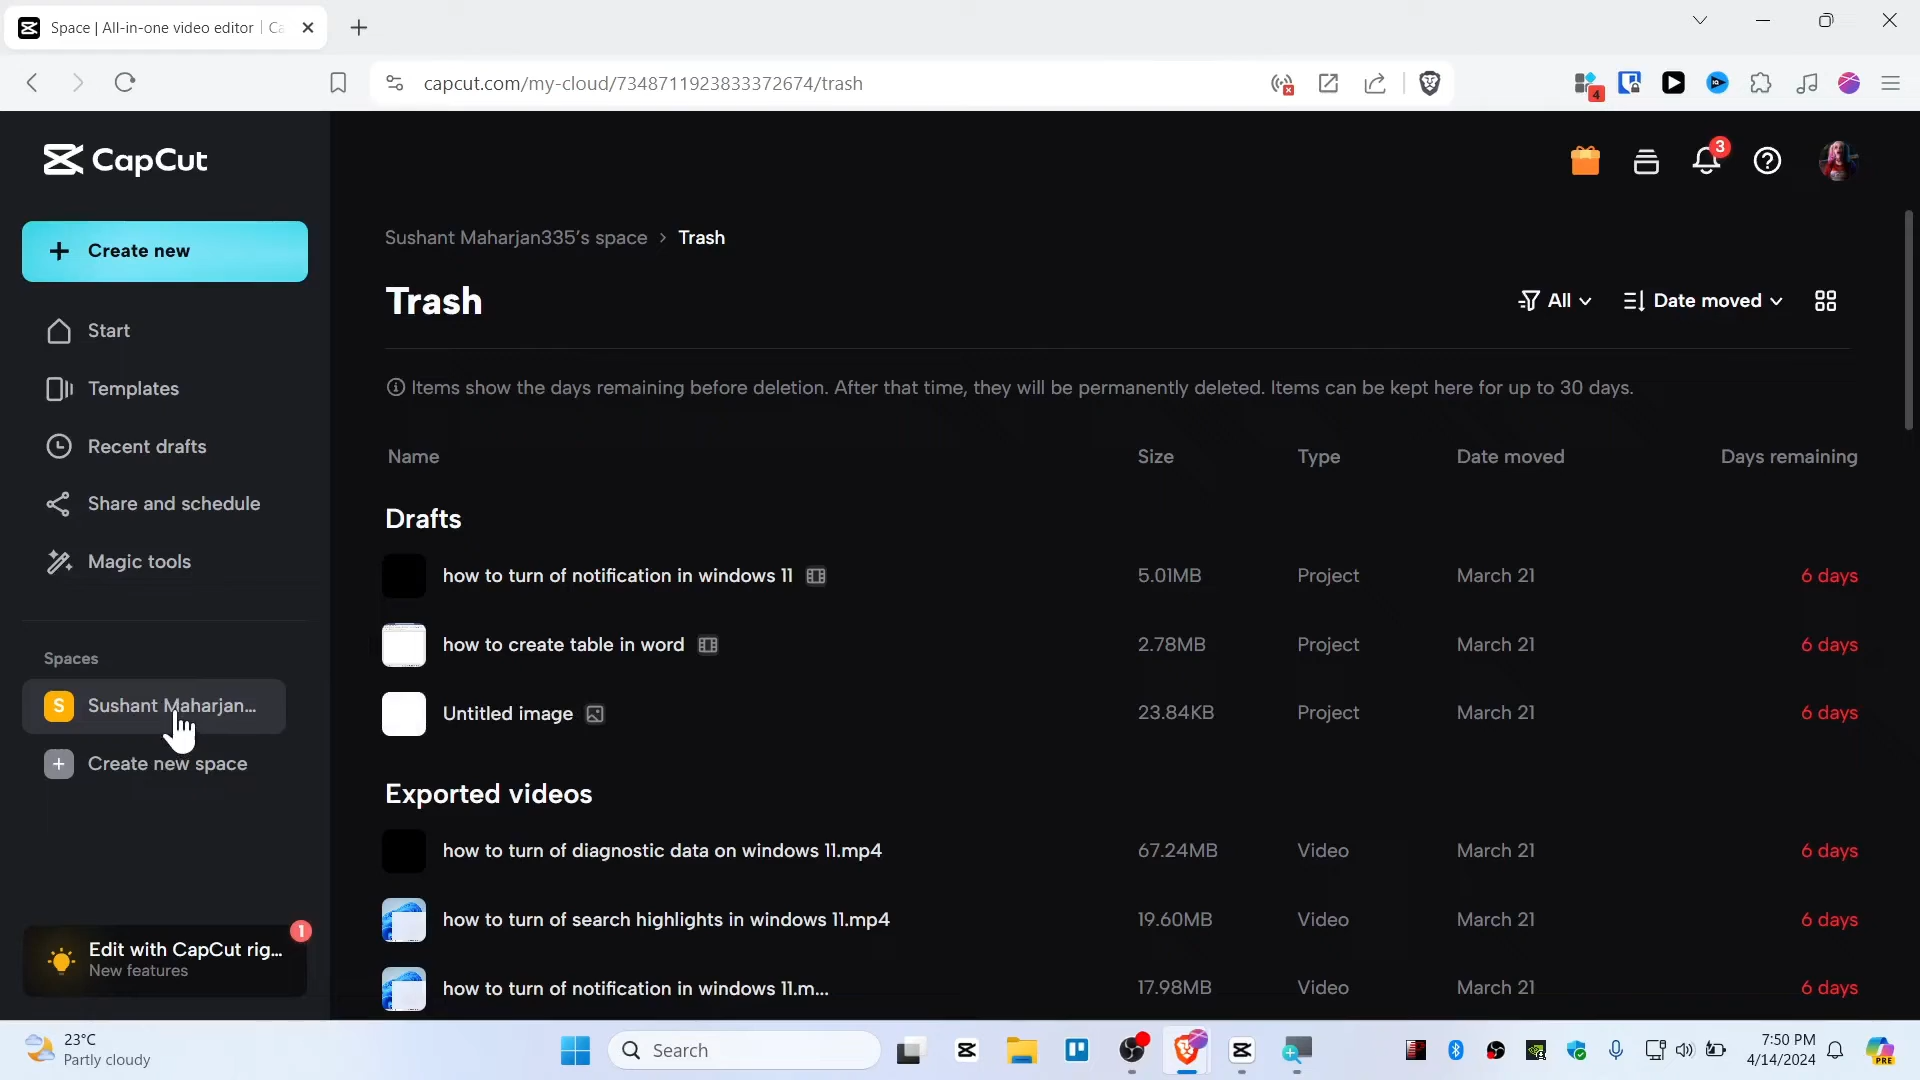 Space | All-in-one video editor | Ca
capcut.com/my-cloud/7348711923833372674/trash
4
CapCut
3
Create new
Start
Templates
Recent drafts
Share and schedule
Magic tools
Spaces
S Sushant Maharjan...
Create new space
1
Edit with CapCut rig...
New features
Sushant Maharjan335's space > Trash
Trash
All
Date moved
Items show the days remaining before deletion. After that time, they will be permanently deleted. Items can be kept here for up to 30 days.
Name Size Type Date moved Days remaining
Drafts
how to turn of notification in windows 11 5.01MB Project March 21 6 days
how to create table in word 2.78MB Project March 21 6 days
Untitled image 23.84KB Project March 21 6 days
Exported videos
how to turn of diagnostic data on windows 11.mp4 67.24MB Video March 21 6 days
how to turn of search highlights in windows 11.mp4 19.60MB Video March 21 6 days
how to turn of notification in windows 11.m... 17.98MB Video March 21 6 days
23°C
Partly cloudy
Search
7:50 PM
4/14/2024
PRE